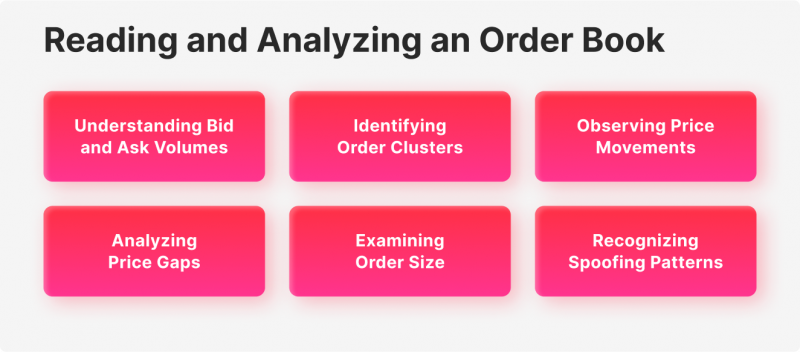 Reading and Analyzing an Order Book
Understanding Bid
and Ask Volumes
Identifying
Order Clusters
Observing Price
Movements
Analyzing
Price Gaps
Examining
Order Size
Recognizing
Spoofing Patterns